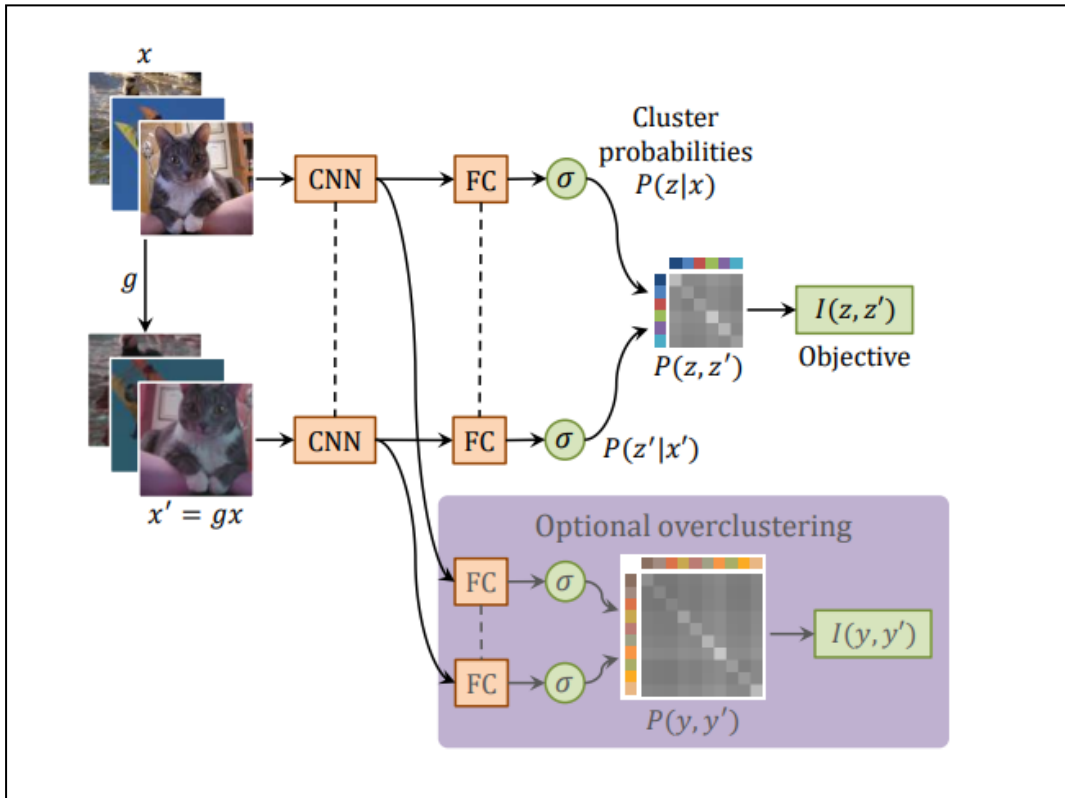 x
Cluster
probabilities
P(z|x)
CNN
FC
σ
g
I(z, z′)
P(z, z′)
Objective
CNN
FC
σ
P(z′|x′)
x′ = gx
Optional overclustering
FC
σ
I(y, y′)
FC
σ
P(y, y′)